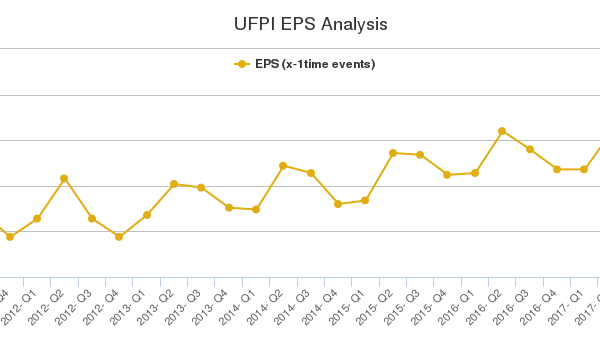 UFPI EPS Analysis
EPS (x-1time events)
Q4
2012- Q1
2012- Q2
2012- Q3
2012- Q4
2013- Q1
2013- Q2
2013- Q3
2013- Q4
2014- Q1
2014- Q2
2014- Q3
2014- Q4
2015- Q1
2015- Q2
2015- Q3
2015- Q4
2016- Q1
2016- Q2
2016- Q3
2016- Q4
2017- Q1
2017-